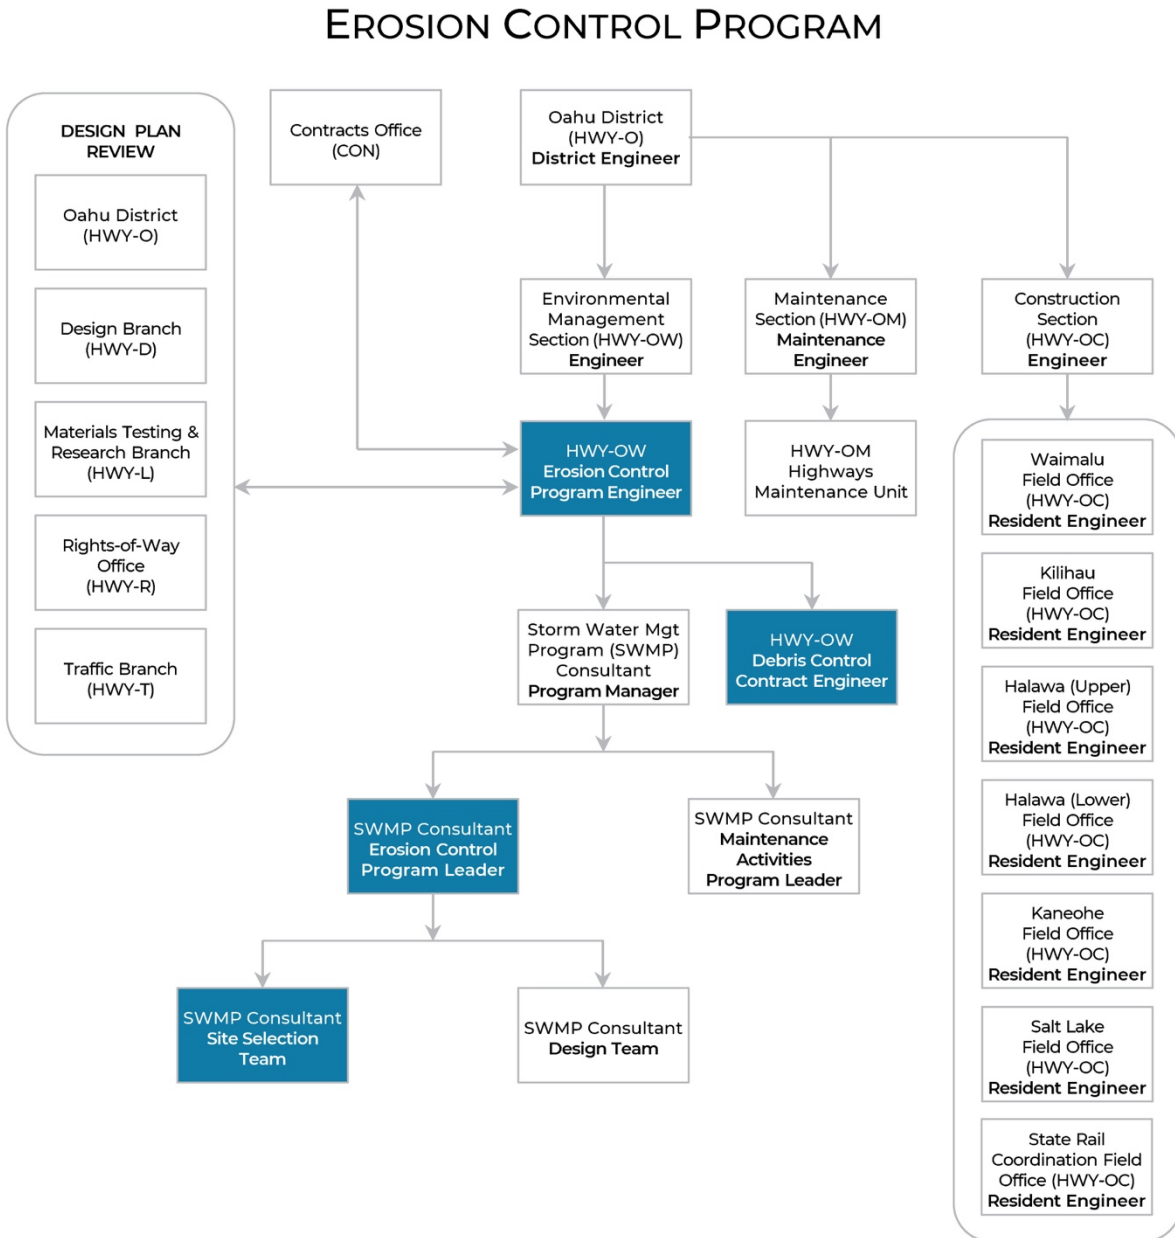 EROSION CONTROL PROGRAM
DESIGN PLAN
REVIEW
Oahu District
(HWY-O)
Design Branch
(HWY-D)
Materials Testing &
Research Branch
(HWY-L)
Rights-of-Way
Office
(HWY-R)
Traffic Branch
(HWY-T)
Contracts Office
(CON)
Oahu District
(HWY-O)
District Engineer
Environmental
Management
Section (HWY-OW)
Engineer
Maintenance
Section (HWY-OM)
Maintenance
Engineer
Construction
Section
(HWY-OC)
Engineer
HWY-OW
Erosion Control
Program Engineer
HWY-OM
Highways
Maintenance Unit
Storm Water Mgt
Program (SWMP)
Consultant
Program Manager
HWY-OW
Debris Control
Contract Engineer
SWMP Consultant
Erosion Control
Program Leader
SWMP Consultant
Maintenance
Activities
Program Leader
SWMP Consultant
Site Selection
Team
SWMP Consultant
Design Team
Waimalu
Field Office
(HWY-OC)
Resident Engineer
Kilihau
Field Office
(HWY-OC)
Resident Engineer
Halawa (Upper)
Field Office
(HWY-OC)
Resident Engineer
Halawa (Lower)
Field Office
(HWY-OC)
Resident Engineer
Kaneohe
Field Office
(HWY-OC)
Resident Engineer
Salt Lake
Field Office
(HWY-OC)
Resident Engineer
State Rail
Coordination Field
Office (HWY-OC)
Resident Engineer